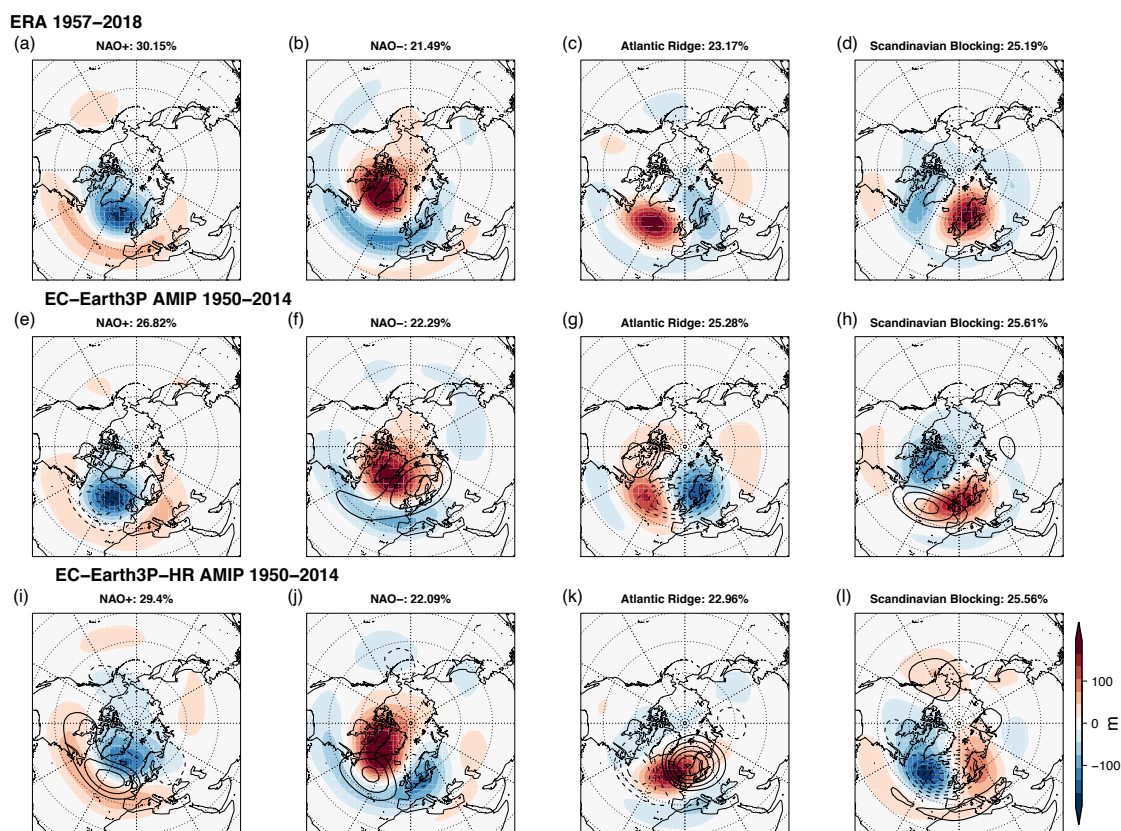 ERA 1957–2018
(a) NAO+: 30.15%
(b) NAO−: 21.49%
(c) Atlantic Ridge: 23.17%
(d) Scandinavian Blocking: 25.19%
EC−Earth3P AMIP 1950−2014
(e) NAO+: 26.82%
(f) NAO−: 22.29%
(g) Atlantic Ridge: 25.28%
(h) Scandinavian Blocking: 25.61%
EC−Earth3P−HR AMIP 1950−2014
(i) NAO+: 29.4%
(j) NAO−: 22.09%
(k) Atlantic Ridge: 22.96%
(l) Scandinavian Blocking: 25.56%
100
0
−100
m